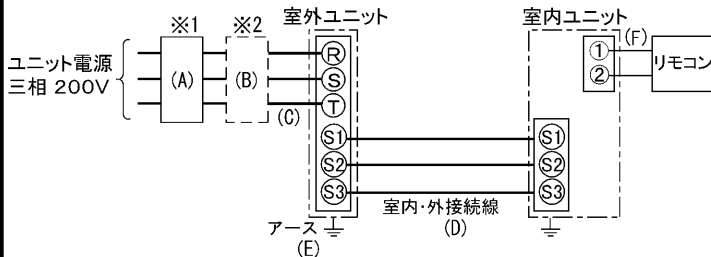 ※1
※2
室外ユニット
室内ユニット
ユニット電源
三相 200V
(A)
(B)
(C)
R
S
T
S1
S2
S3
①
②
(F)
リモコン
S1
S2
S3
室内・外接続線
(D)
アース
(E)